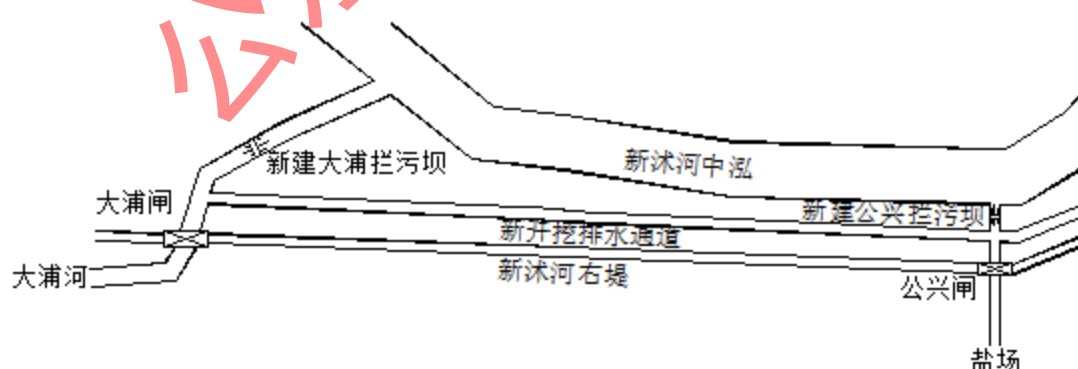 新建大浦拦污坝
新沭河中泓
大浦闸
新建公兴拦污坝
新开挖排水通道
大浦河
新沭河右堤
公兴闸
盐场